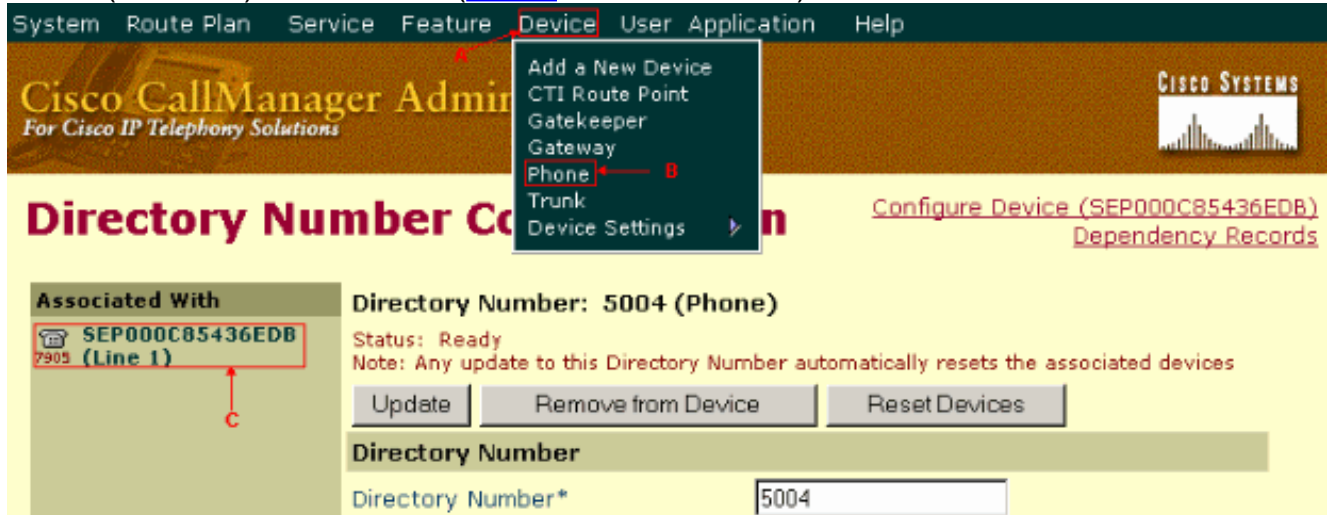 System Route Plan Service Feature Device User Application Help
A
Add a New Device
CTI Route Point
Gatekeeper
Gateway
Phone B
Trunk
Device Settings
Cisco CallManager Admin
For Cisco IP Telephony Solutions
CISCO SYSTEMS
Directory Number Co n
Configure Device (SEP000C85436EDB)
Dependency Records
Associated With
SEP000C85436EDB
7905 (Line 1)
C
Directory Number: 5004 (Phone)
Status: Ready
Note: Any update to this Directory Number automatically resets the associated devices
Update Remove from Device Reset Devices
Directory Number
Directory Number* 5004